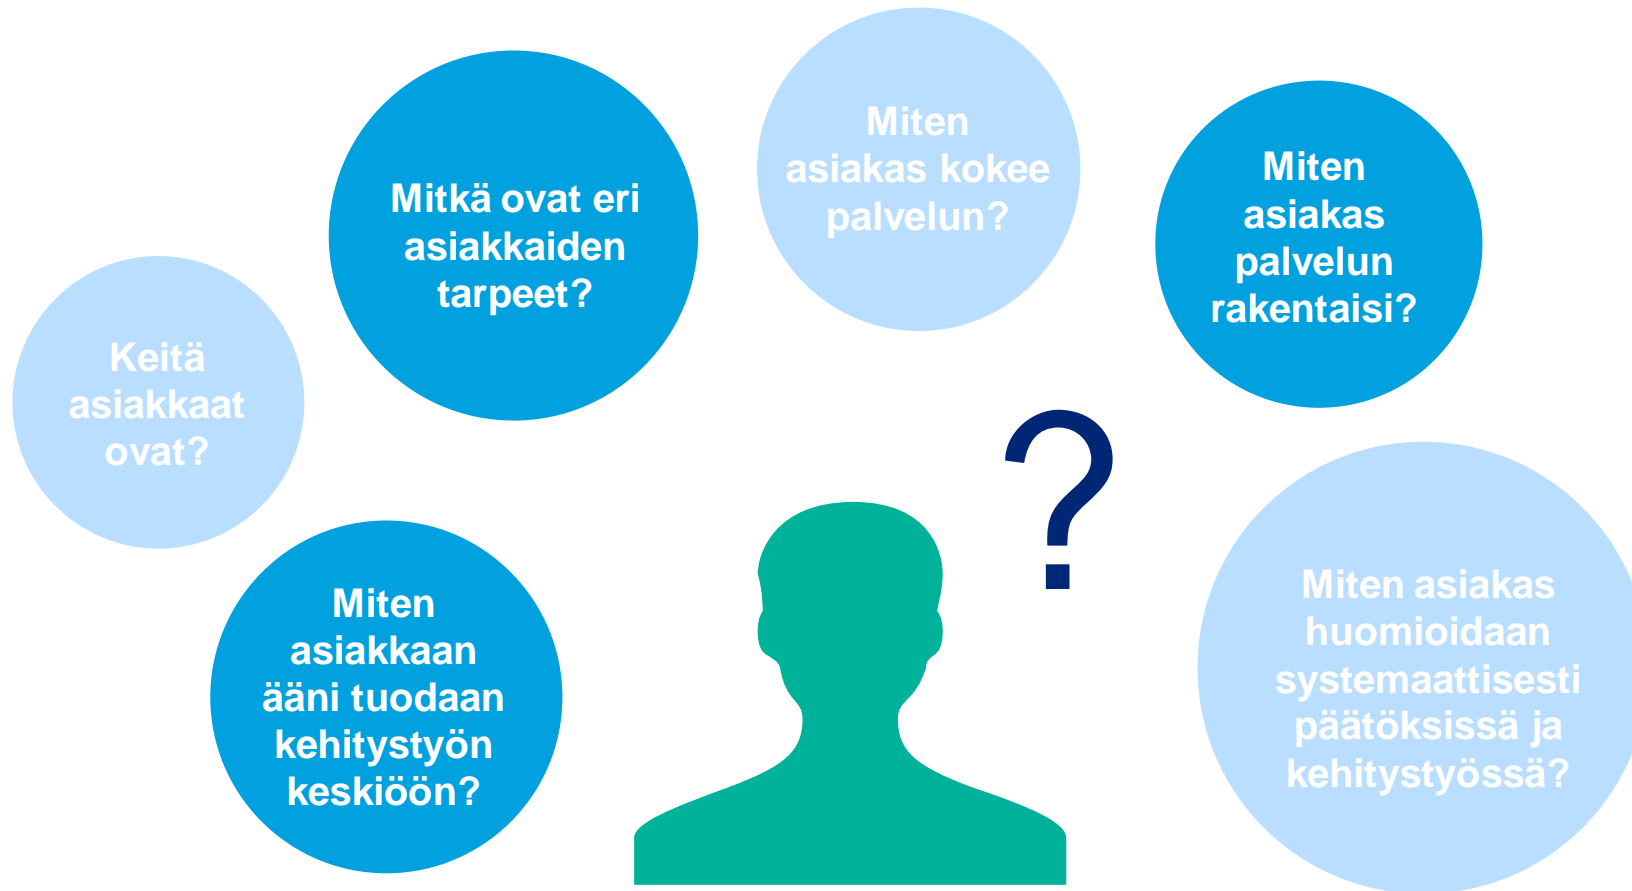 Keitä
asiakkaat
ovat?
Mitkä ovat eri
asiakkaiden
tarpeet?
Miten
asiakas kokee
palvelun?
Miten
asiakas
palvelun
rakentaisi?
?
Miten
asiakkaan
ääni tuodaan
kehitystyön
keskiöön?
Miten asiakas
huomioidaan
systemaattisesti
päätöksissä ja
kehitystyössä?